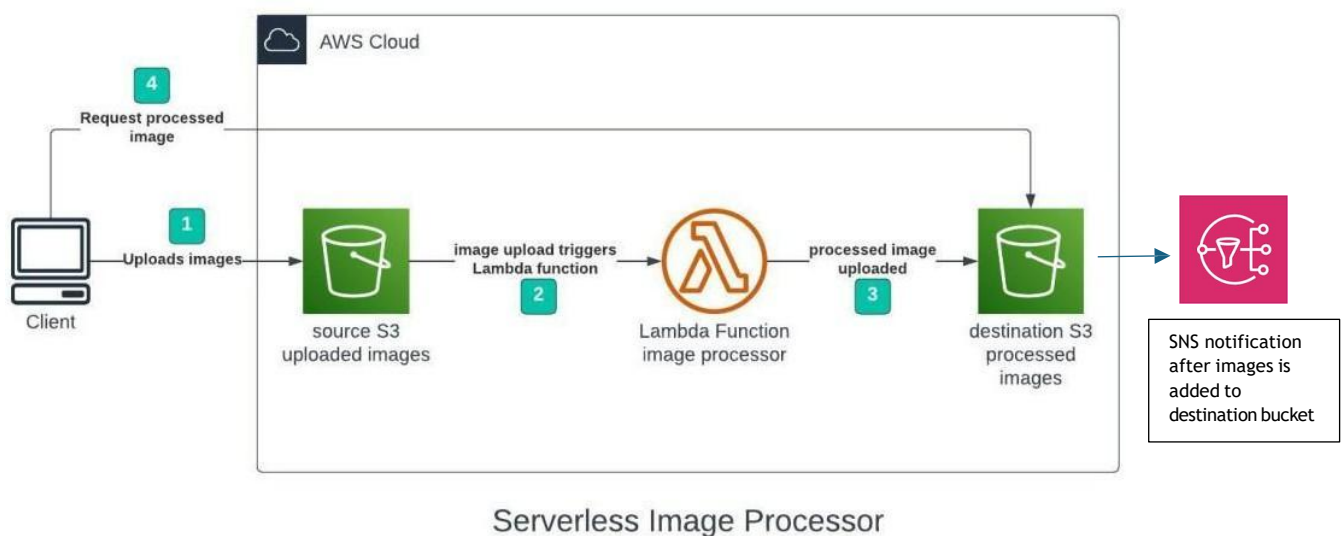 AWS Cloud
4
Request processed
image
1
Uploads images
image upload triggers
Lambda function
2
processed image
uploaded
3
Client
source S3
uploaded images
Lambda Function
image processor
destination S3
processed
images
SNS notification
after images is
added to
destination bucket
Serverless Image Processor